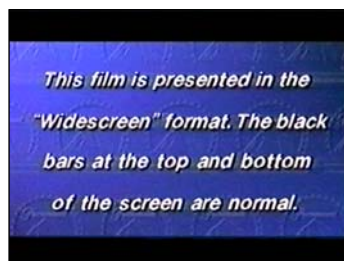 This film is presented in the
"Widescreen" format. The black
bars at the top and bottom
of the screen are normal.